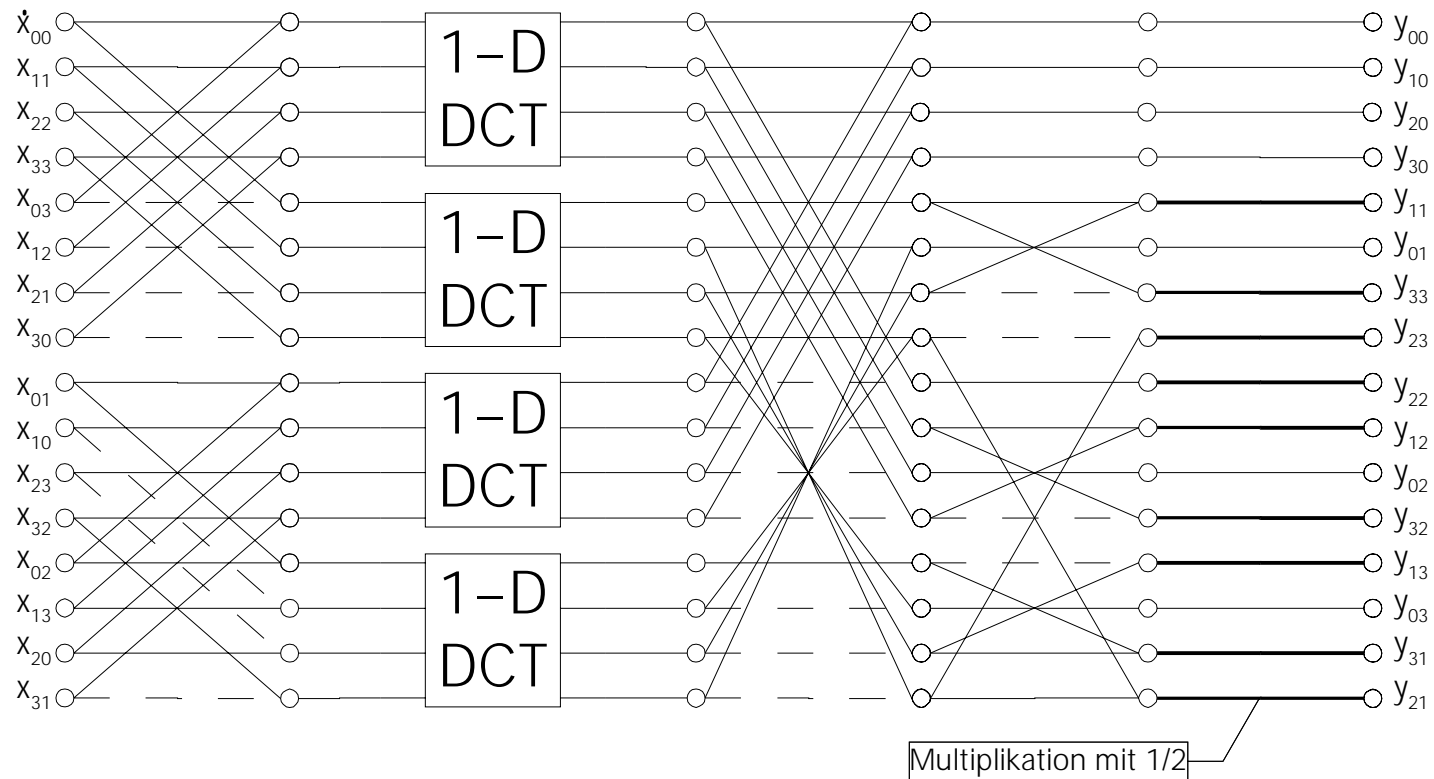 x00 y00
x11 y10
x22 y20
x33 y30
x03 y11
x12 y01
x21 y33
x30 y23
x01 y22
x10 y12
x23 y02
x32 y32
x02 y13
x13 y03
x20 y31
x31 y21
1–D
DCT
1–D
DCT
1–D
DCT
1–D
DCT
Multiplikation mit 1/2